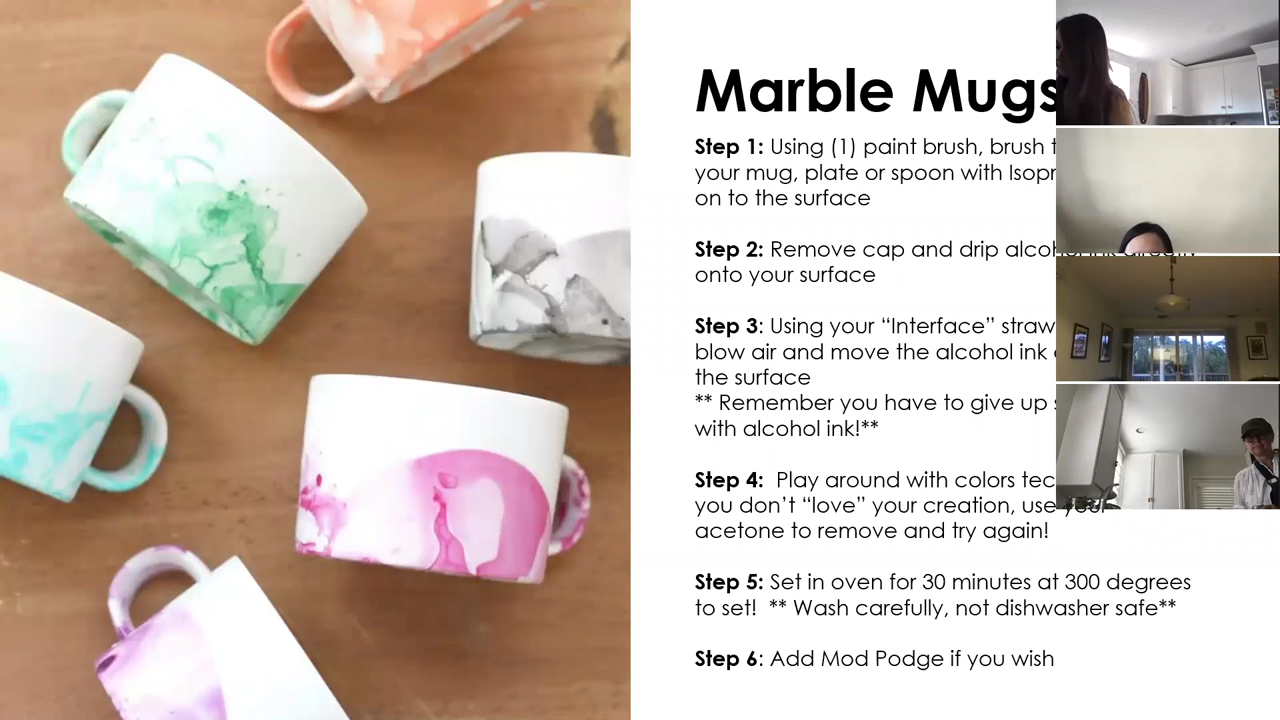 Marble Mugs
Step 1: Using (1) paint brush, brush
your mug, plate or spoon with
on to the surface
Step 2: Remove cap and drip
onto your surface
Step 3: Using your “Interface” straw
blow air and move the alcohol ink
the surface
** Remember you have to give up
with alcohol ink!**
Step 4: Play around with colors
you don’t “love” your creation, use your
acetone to remove and try again!
Step 5: Set in oven for 30 minutes at 300 degrees
to set! ** Wash carefully, not dishwasher safe**
Step 6: Add Mod Podge if you wish